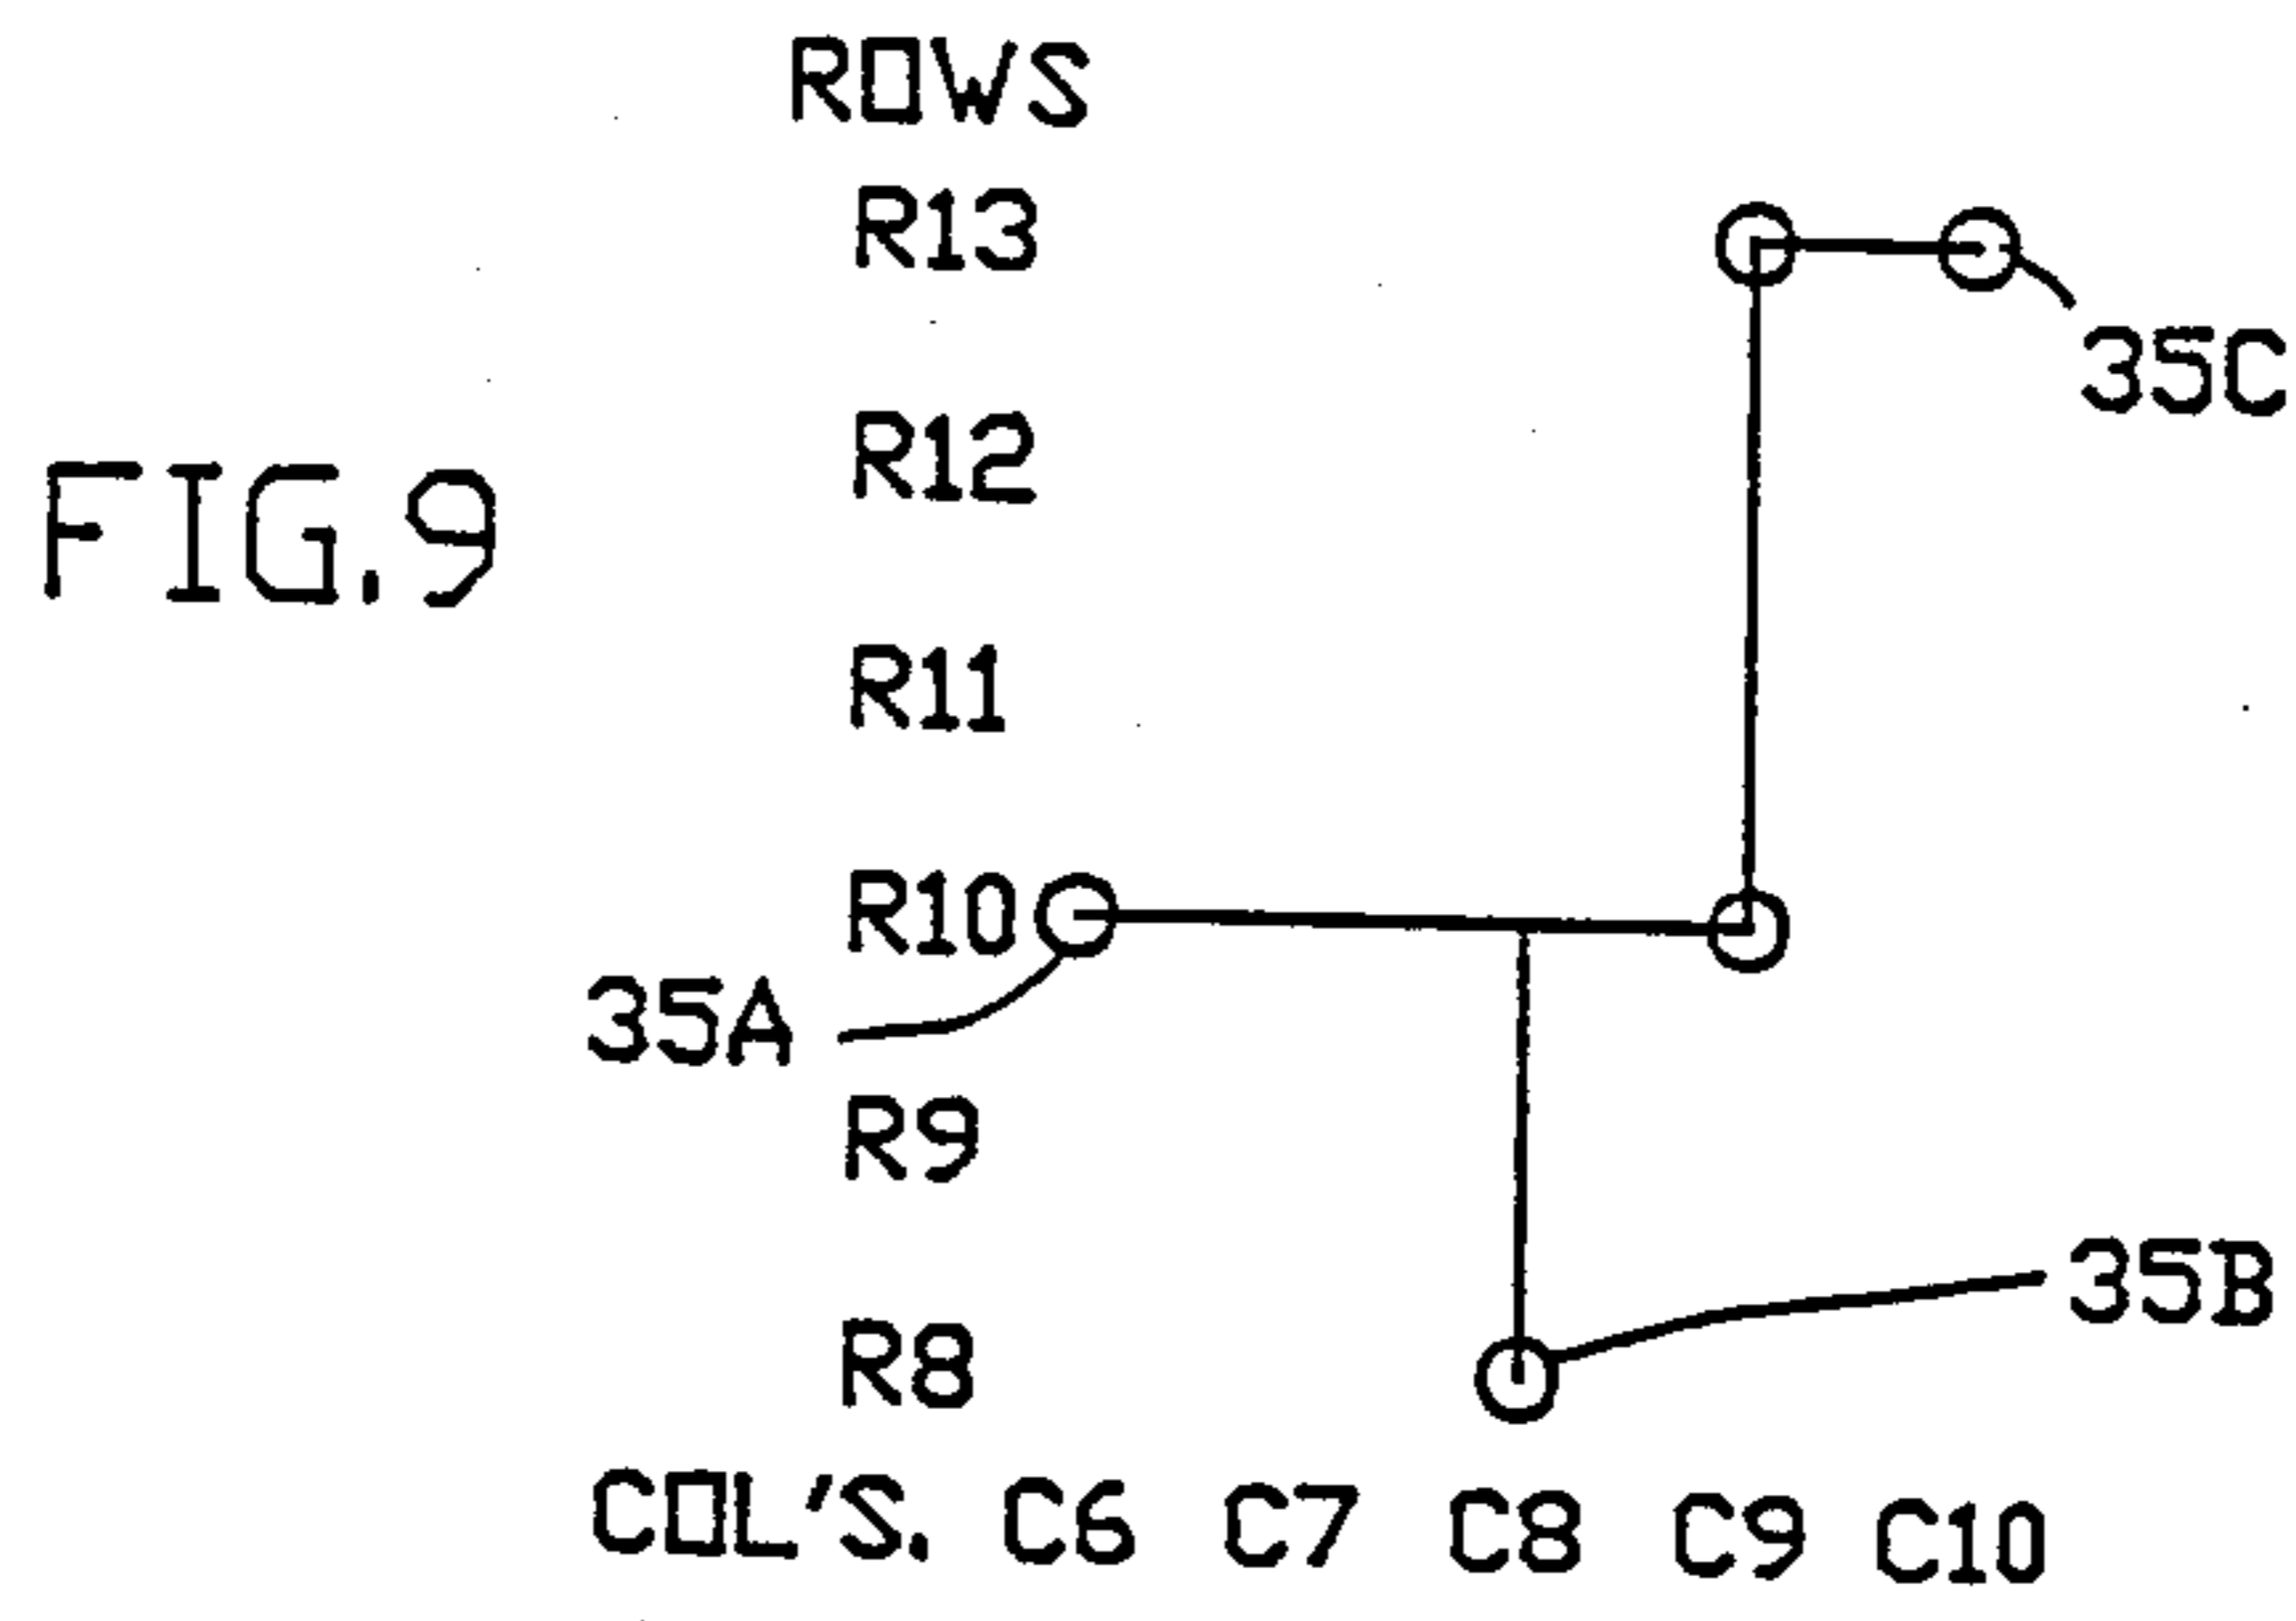 ROWS
R13
35C
R12
FIG.9
R11
R10
35A
R9
35B
R8
COL'S. C6 C7 C8 C9 C10